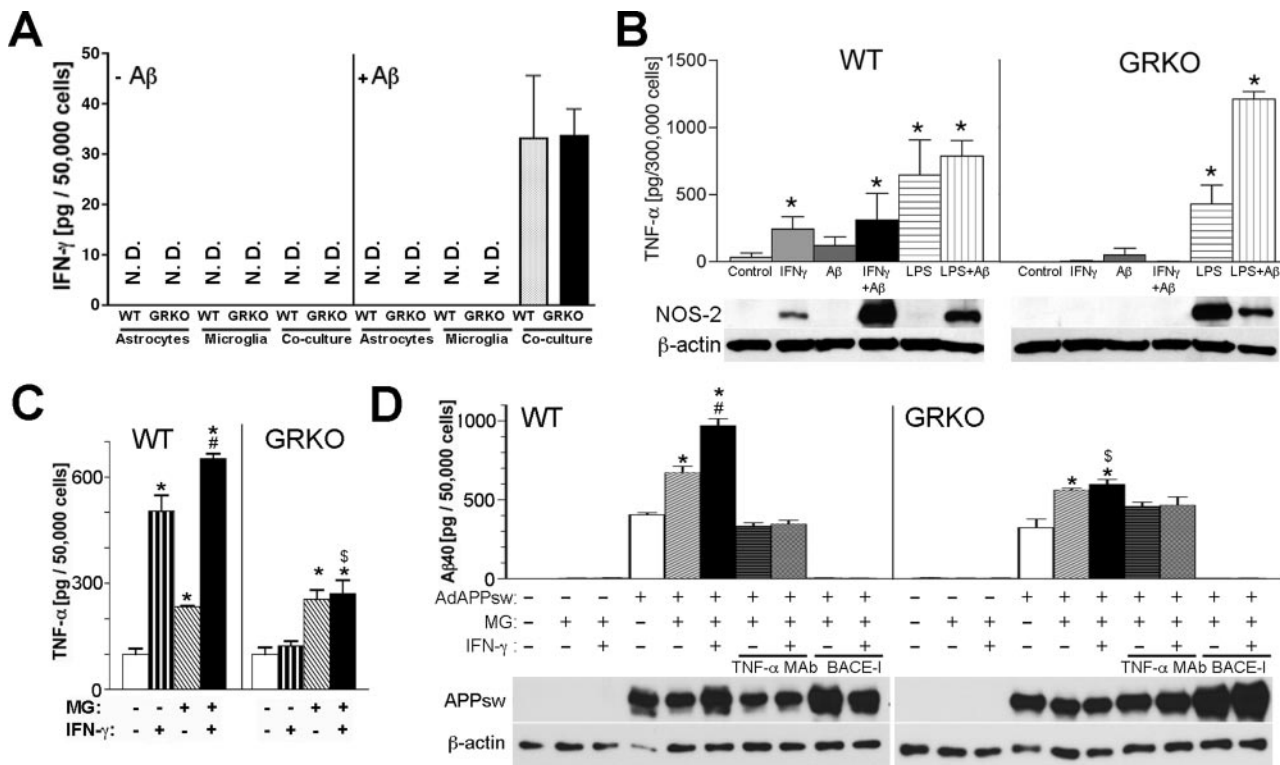 A
IFN-γ [pg / 50,000 cells]
50
40
30
20
10
0
- Aβ
+ Aβ
N. D. N. D. N. D. N. D. N. D. N. D. N. D. N. D. N. D. N. D.
WT GRKO WT GRKO WT GRKO WT GRKO WT GRKO WT GRKO
Astrocytes Microglia Co-culture Astrocytes Microglia Co-culture
B
TNF-α [pg/300,000 cells]
1500
1000
500
0
WT
GRKO
* * * *
* *
Control IFNγ Aβ IFNγ +Aβ LPS LPS+Aβ
Control IFNγ Aβ IFNγ +Aβ LPS LPS+Aβ
NOS-2
β-actin
C
TNF-α [pg / 50,000 cells]
600
300
0
WT
GRKO
* * * #
* $ *
MG: - - + + - - + +
IFN-γ: - + - + - + - +
D
Aβ40 [pg / 50,000 cells]
1000
500
0
WT
GRKO
* * #
* $ *
AdAPPsw: - - - + + + + + + + - - - + + + + + + +
MG: - + + - + + + + + + - + + - + + + + + +
IFN-γ : - - + - - + - + - + - - + - - + - + - +
TNF-α MAb BACE-I TNF-α MAb BACE-I
APPsw
β-actin